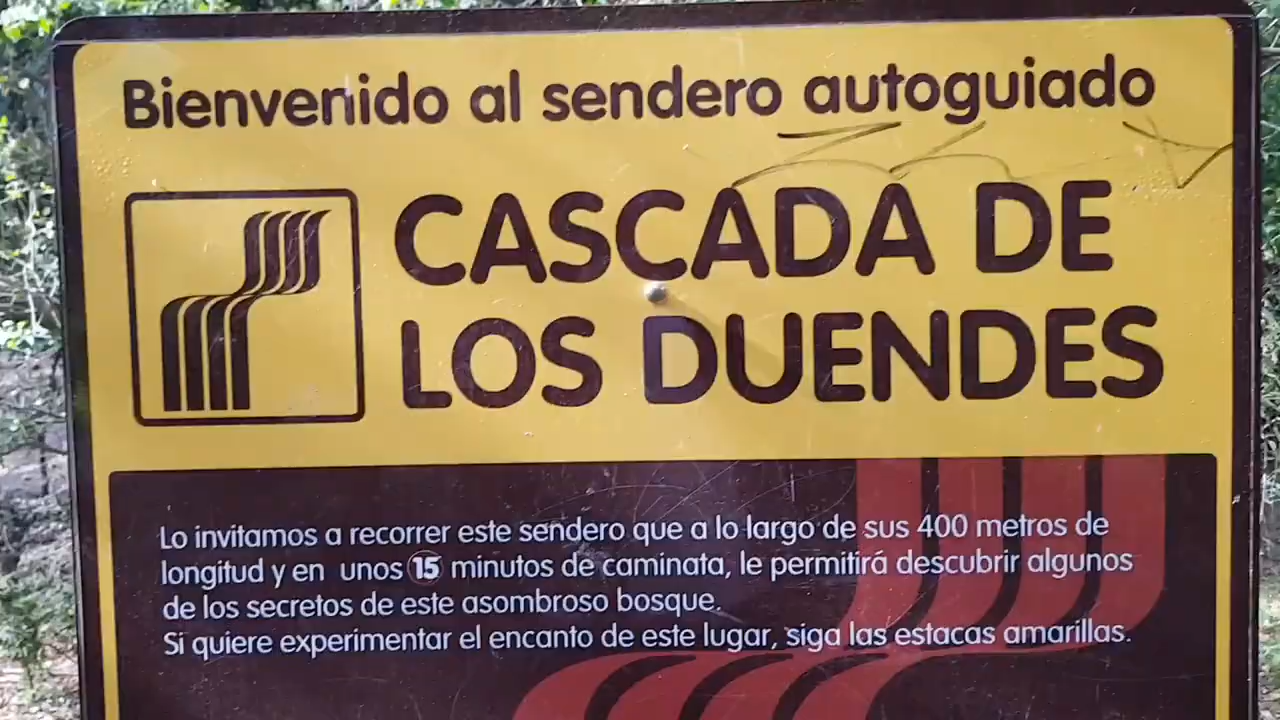 Bienvenido al sendero autoguiado
CASCADA DE
LOS DUENDES
Lo invitamos a recorrer este sendero que a lo largo de sus 400 metros de
longitud y en unos 15 minutos de caminata, le permitirá descubrir algunos
de los secretos de este asombroso bosque.
Si quiere experimentar el encanto de este lugar, siga las estacas amarillas.